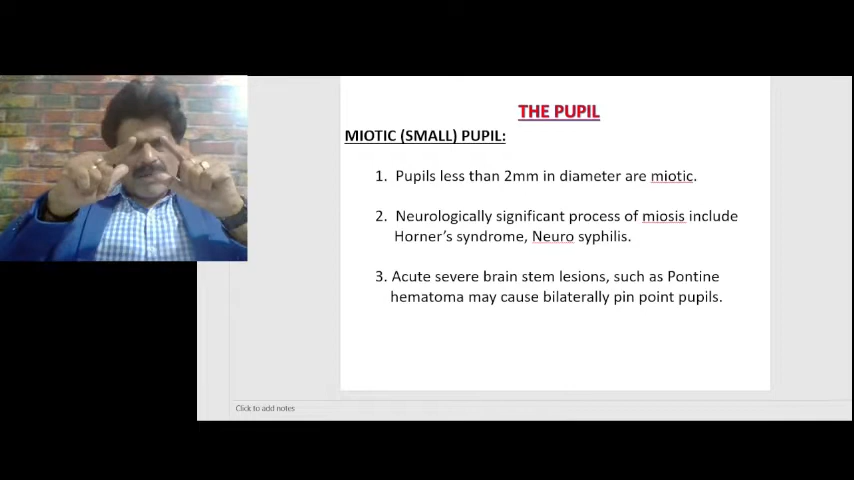 THE PUPIL
MIOTIC (SMALL) PUPIL:
1. Pupils less than 2mm in diameter are miotic.
2. Neurologically significant process of miosis include
Horner's syndrome, Neuro syphilis.
3. Acute severe brain stem lesions, such as Pontine
hematoma may cause bilaterally pin point pupils.
Click to add notes